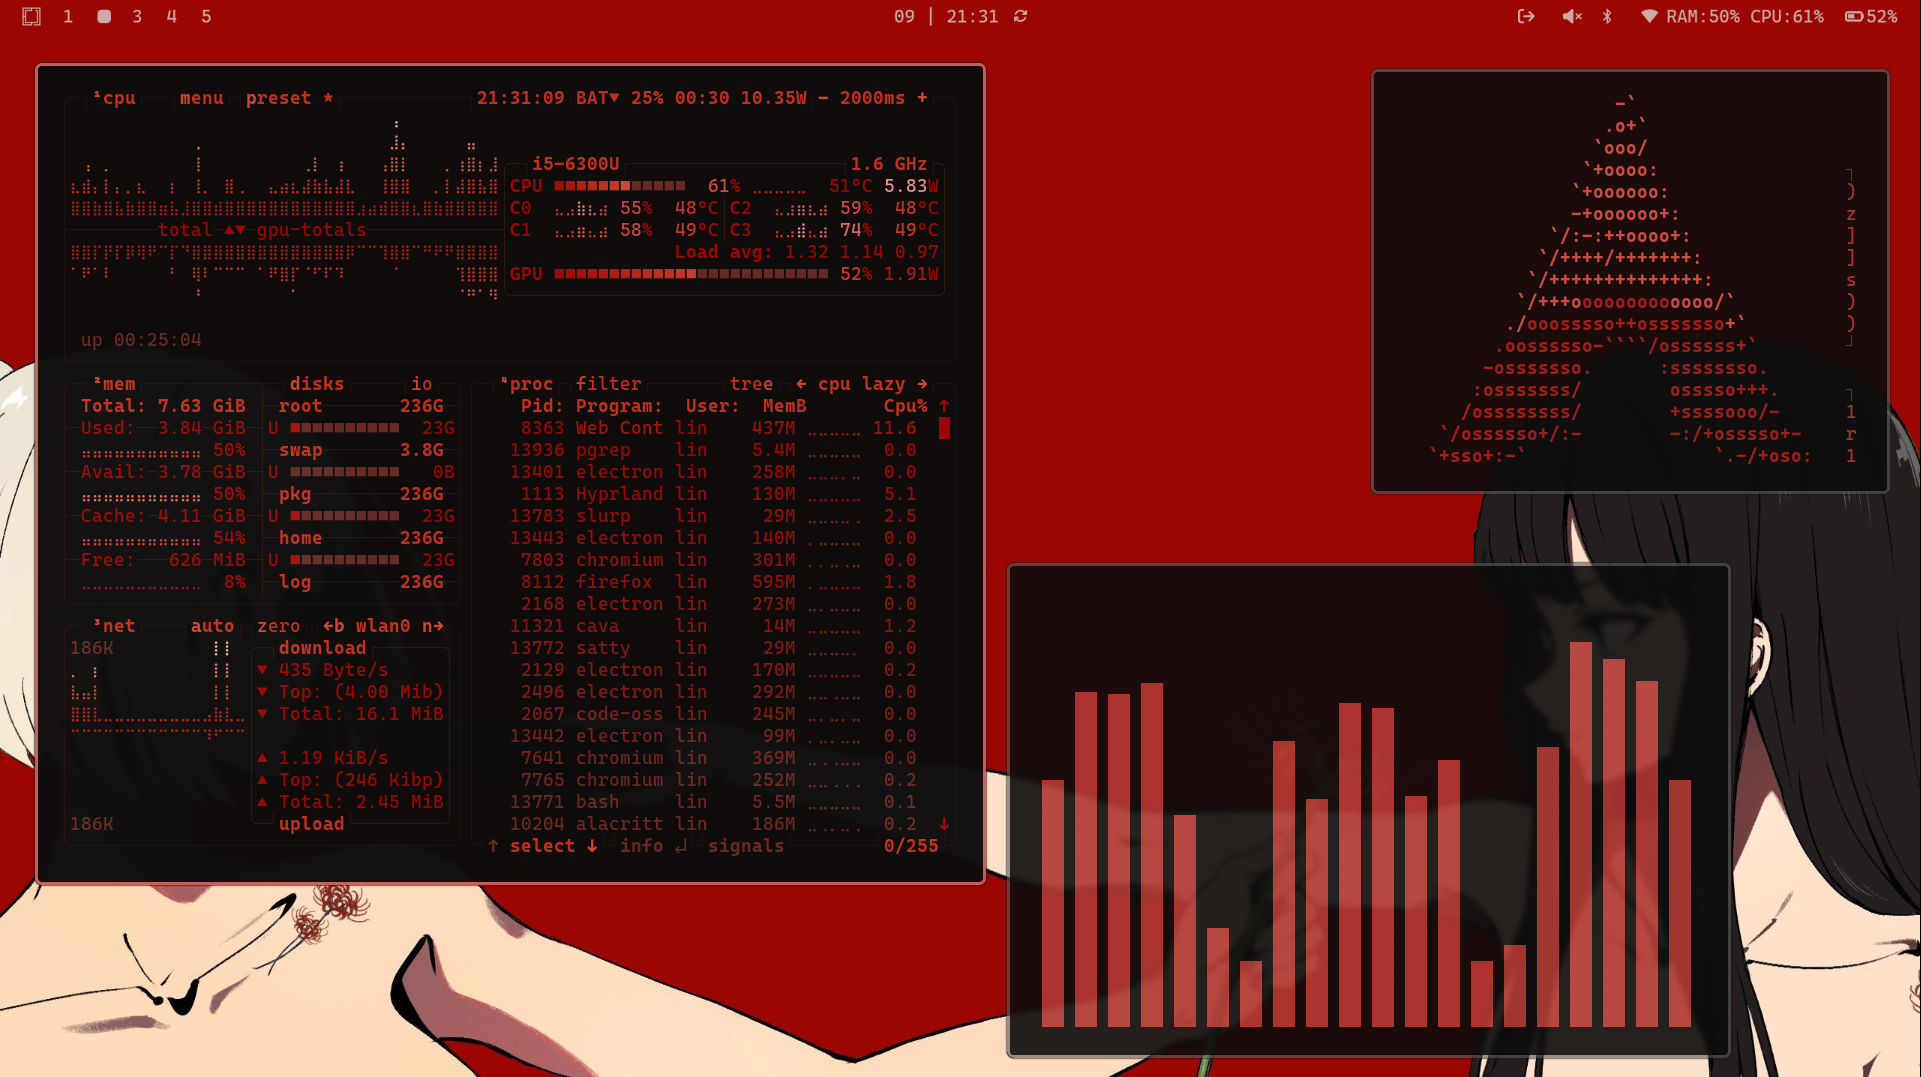 1 3 4 5
09 | 21:31
RAM:50% CPU:61% 52%
¹cpu menu preset * 21:31:09 BAT▼ 25% 00:30 10.35W - 2000ms +
i5-6300U 1.6 GHz
CPU 61% 51°C 5.83W
C0 55% 48°C C2 59% 48°C
C1 58% 49°C C3 74% 49°C
total ▲▼ gpu-totals
Load avg: 1.32 1.14 0.97
GPU 52% 1.91W
up 00:25:04
²mem disks io
Total: 7.63 GiB root 236G
Used: 3.84 GiB U 23G
50% swap 3.8G
Avail: 3.78 GiB U 0B
50% pkg 236G
Cache: 4.11 GiB U 23G
54% home 236G
Free: 626 MiB U 23G
8% log 236G
³net auto zero ←b wlan0 n→
186K download
▼ 435 Byte/s
▼ Top: (4.00 Mib)
▼ Total: 16.1 MiB
▲ 1.19 KiB/s
▲ Top: (246 Kibp)
▲ Total: 2.45 MiB
186K upload
⁴proc filter tree ← cpu lazy →
Pid: Program: User: MemB Cpu% ↑
8363 Web Cont lin 437M 11.6
13936 pgrep lin 5.4M 0.0
13401 electron lin 258M 0.0
1113 Hyprland lin 130M 5.1
13783 slurp lin 29M 2.5
13443 electron lin 140M 0.0
7803 chromium lin 301M 0.0
8112 firefox lin 595M 1.8
2168 electron lin 273M 0.0
11321 cava lin 14M 1.2
13772 satty lin 29M 0.0
2129 electron lin 170M 0.2
2496 electron lin 292M 0.0
2067 code-oss lin 245M 0.0
13442 electron lin 99M 0.0
7641 chromium lin 369M 0.0
7765 chromium lin 252M 0.2
13771 bash lin 5.5M 0.1
10204 alacritt lin 186M 0.2 ↓
↑ select ↓ info ↵ signals 0/255
-`
.o+`
`ooo/
`+oooo: ┐
`+oooooo: )
-+oooooo+: z
`/:-:++oooo+: ]
`/++++/+++++++: ]
`/++++++++++++++: s
`/+++ooooooooooooo/` )
./ooosssso++osssssso+` )
.oossssso-````/ossssss+` ┘
-osssssso. :ssssssso.
:osssssss/ osssso+++. ┐
/ossssssss/ +ssssooo/- 1
`/ossssso+/:- -:/+osssso+- r
`+sso+:-` `.-/+oso: 1